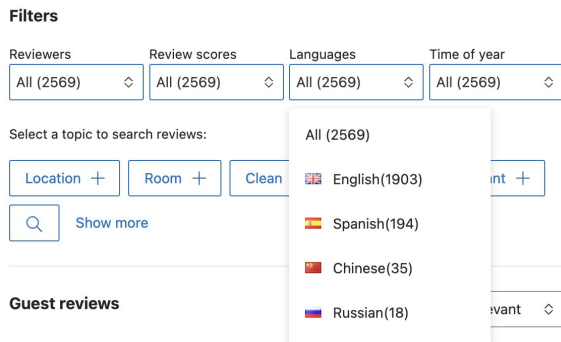 Filters
Reviewers Review scores Languages Time of year
All (2569) All (2569) All (2569) All (2569)
Select a topic to search reviews:
All (2569)
Location + Room + Clean nt +
English(1903)
Show more
Spanish(194)
Chinese(35)
Guest reviews
evant
Russian(18)